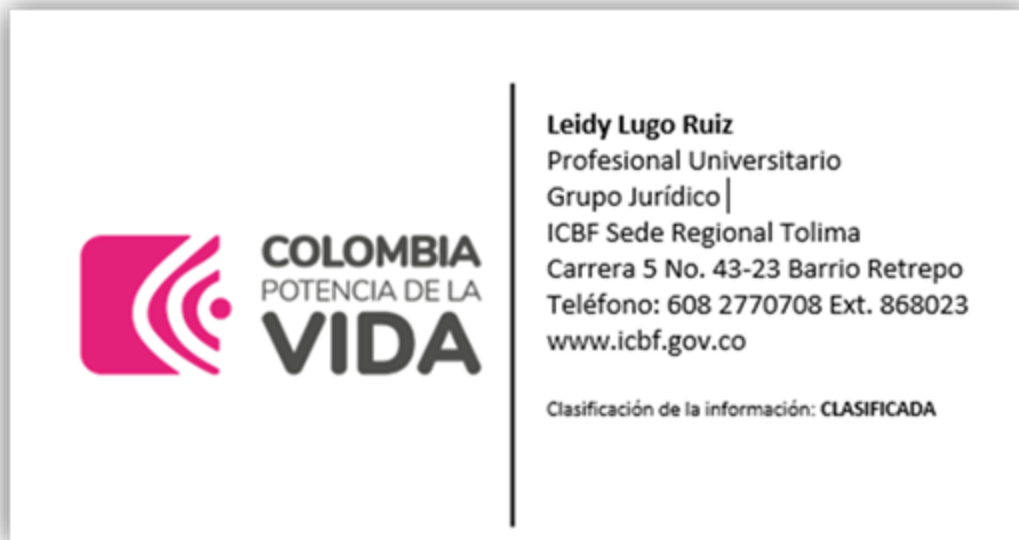 COLOMBIA
POTENCIA DE LA
VIDA
Leidy Lugo Ruiz
Profesional Universitario
Grupo Jurídico
ICBF Sede Regional Tolima
Carrera 5 No. 43-23 Barrio Retrepo
Teléfono: 608 2770708 Ext. 868023
www.icbf.gov.co
Clasificación de la información: CLASIFICADA